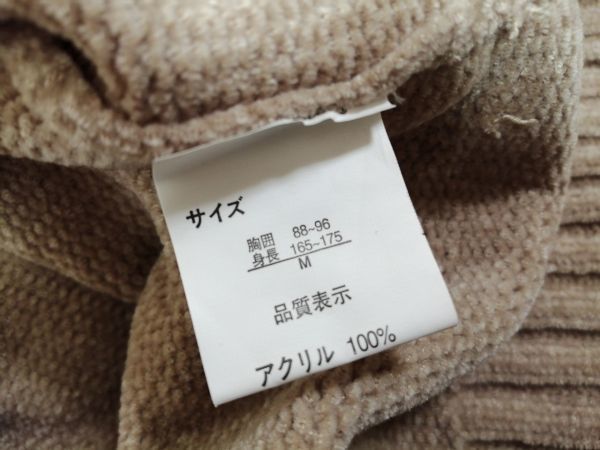 サイズ
胸囲 88~96
身長 165~175
M
品質表示
アクリル 100%